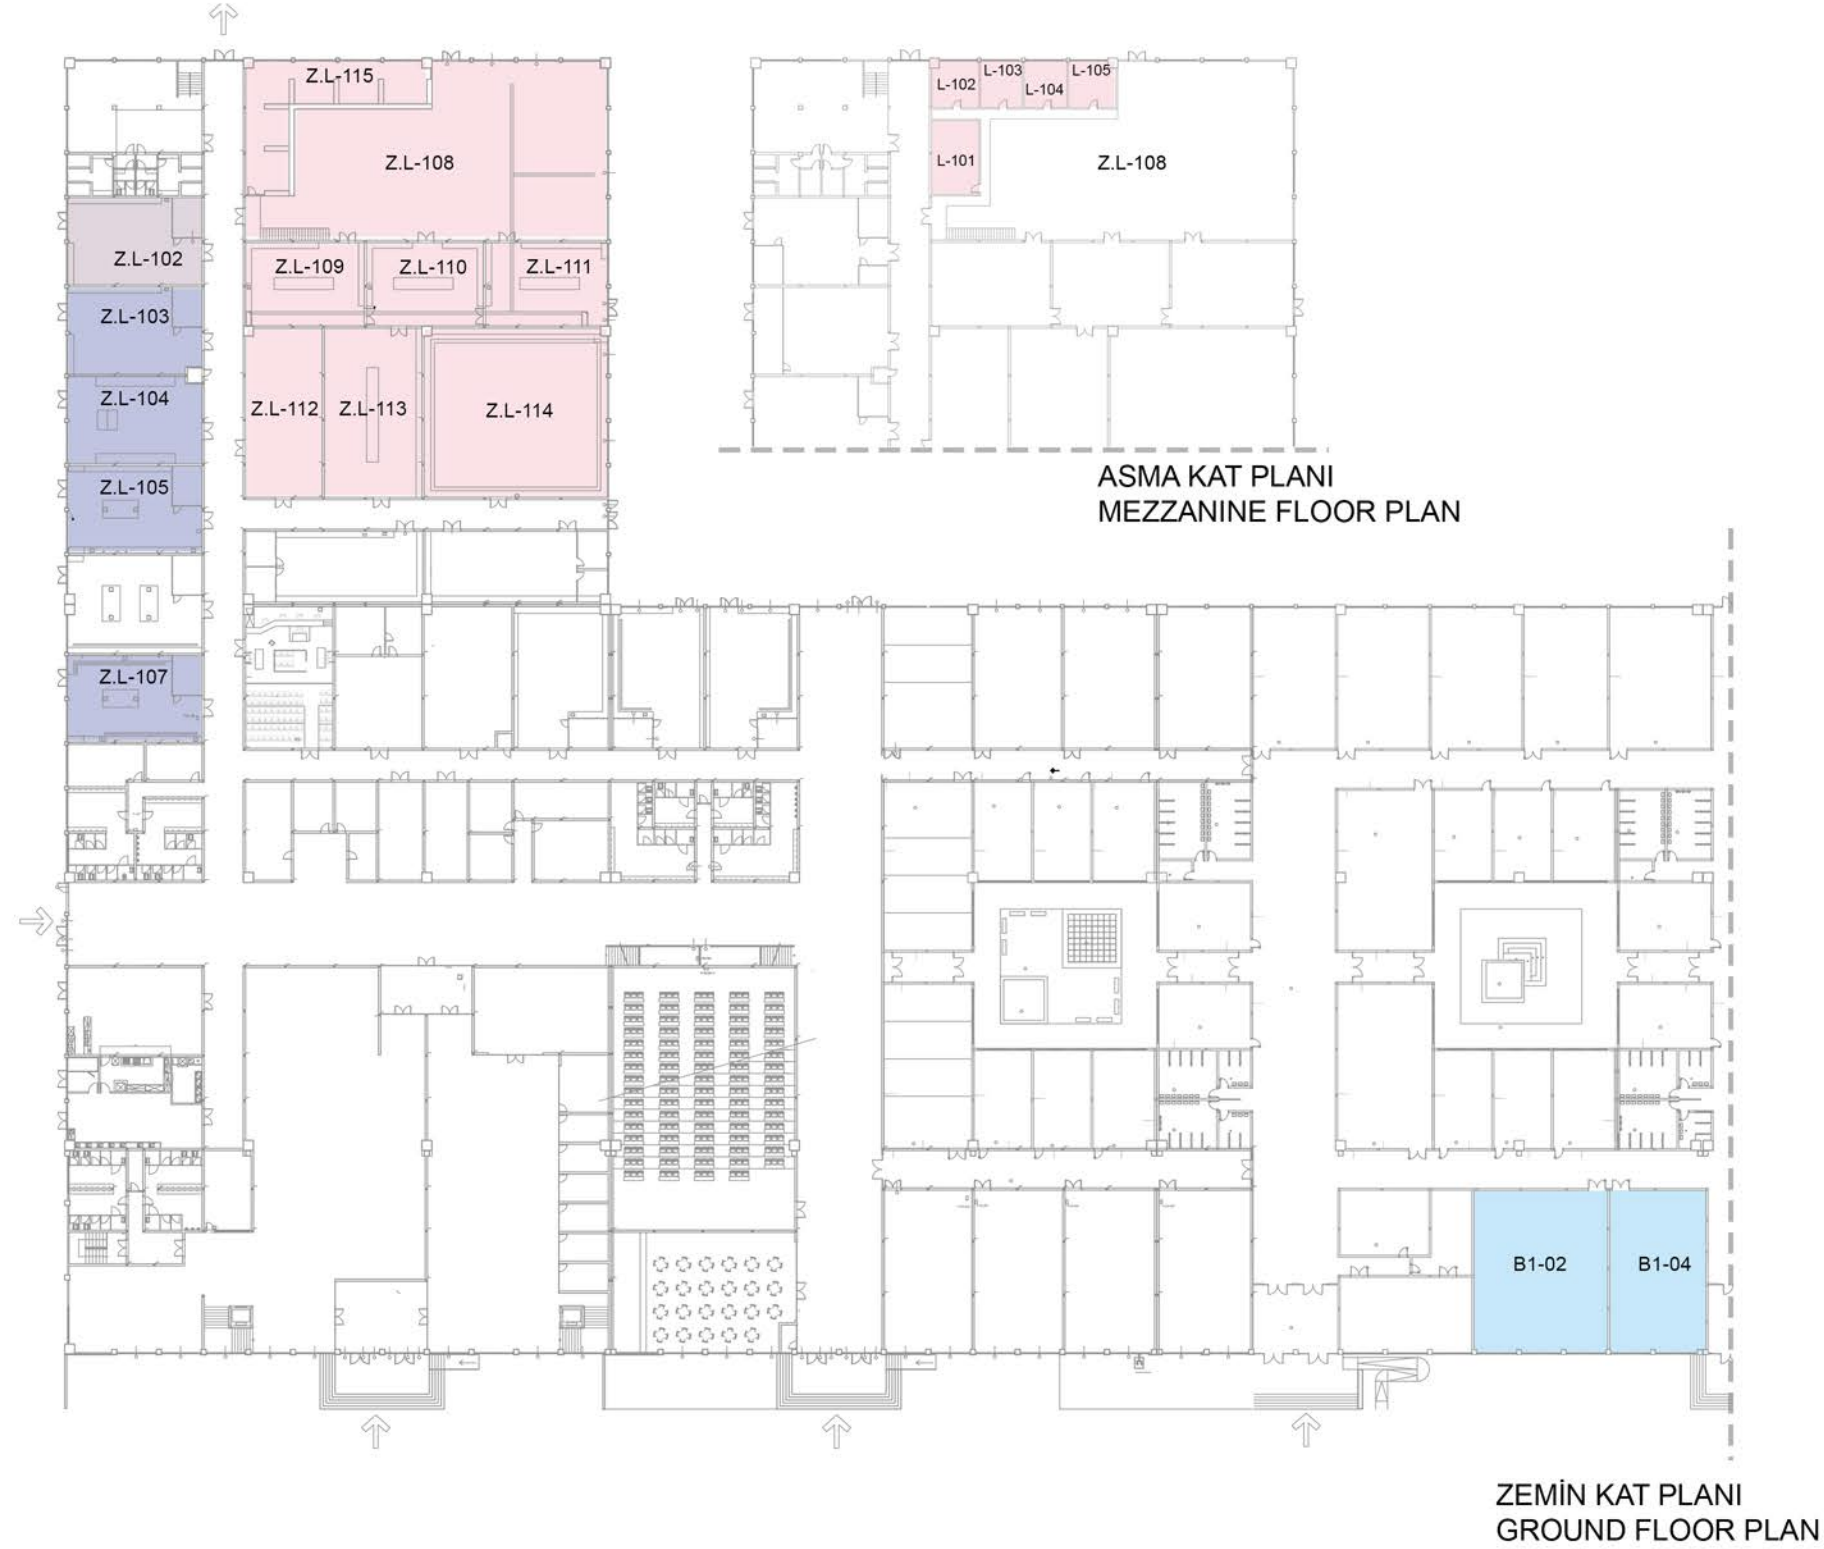 Z.L-115
L-102
L-103
L-104
L-105
Z.L-108
L-101
Z.L-108
Z.L-102
Z.L-109
Z.L-110
Z.L-111
Z.L-103
Z.L-104
Z.L-112
Z.L-113
Z.L-114
Z.L-105
ASMA KAT PLANI
MEZZANINE FLOOR PLAN
Z.L-107
B1-02
B1-04
ZEMİN KAT PLANI
GROUND FLOOR PLAN